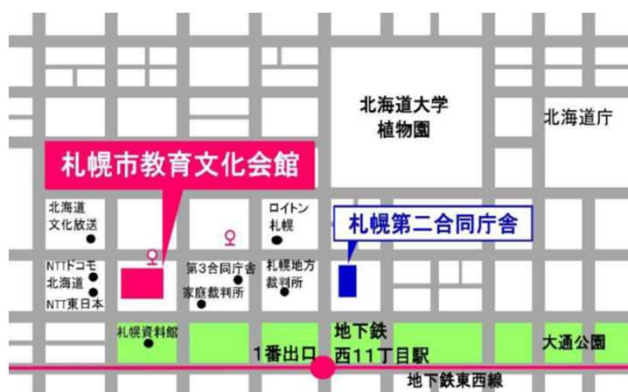 北海道大学
植物園
北海道庁
札幌市教育文化会館
北海道
文化放送
ロイトン
札幌
札幌第二合同庁舎
NTTドコモ
北海道
NTT東日本
第3合同庁舎
家庭裁判所
札幌地方
裁判所
札幌資料館
1番出口
地下鉄
西11丁目駅
大通公園
地下鉄東西線